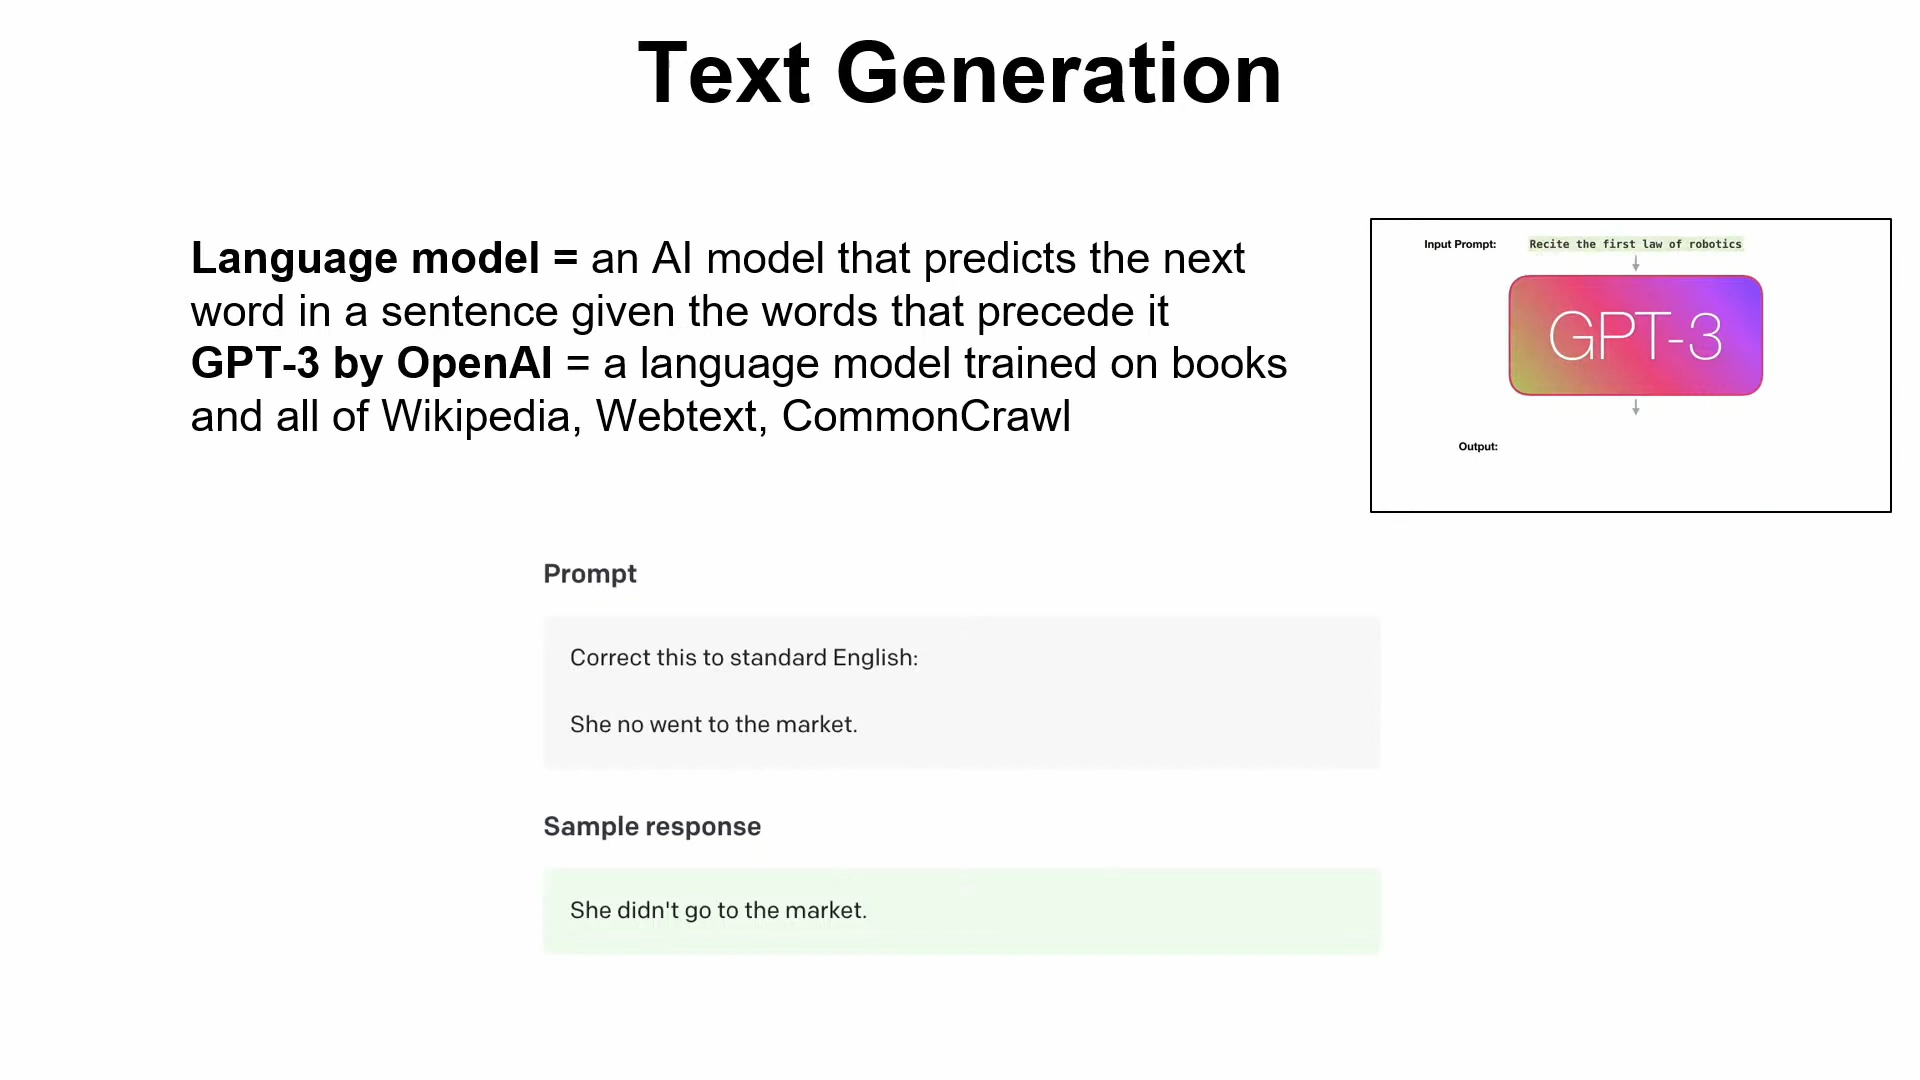 Text Generation
Language model = an AI model that predicts the next
word in a sentence given the words that precede it
GPT-3 by OpenAI = a language model trained on books
and all of Wikipedia, Webtext, CommonCrawl
Input Prompt: Recite the first law of robotics
GPT-3
Output:
Prompt
Correct this to standard English:
She no went to the market.
Sample response
She didn't go to the market.